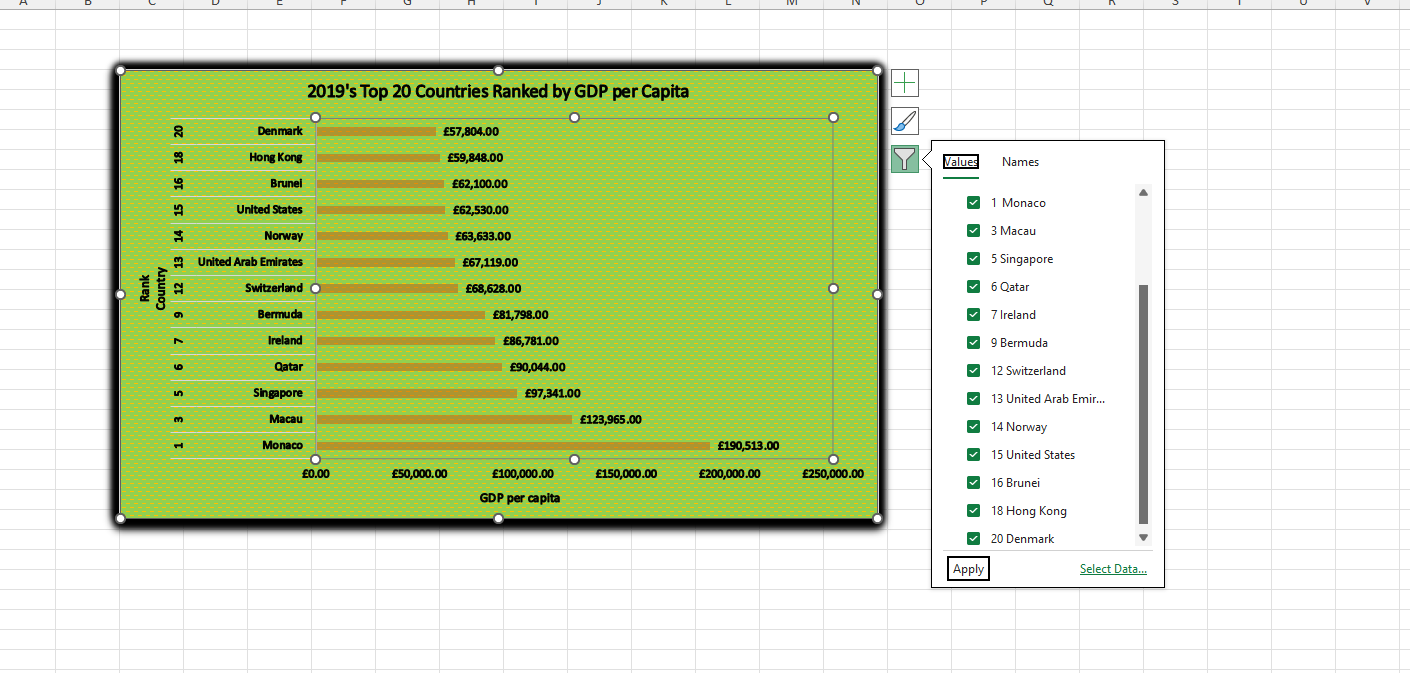 A B C D E F G H I J K L M N O P Q R S T U V
2019's Top 20 Countries Ranked by GDP per Capita
20 Denmark £57,804.00
18 Hong Kong £59,848.00
16 Brunei £62,100.00
15 United States £62,530.00
14 Norway £63,633.00
13 United Arab Emirates £67,119.00
12 Switzerland £68,628.00
9 Bermuda £81,798.00
7 Ireland £86,781.00
6 Qatar £90,044.00
5 Singapore £97,341.00
3 Macau £123,965.00
1 Monaco £190,513.00
Rank
Country
£0.00 £50,000.00 £100,000.00 £150,000.00 £200,000.00 £250,000.00
GDP per capita
Values Names
1 Monaco
3 Macau
5 Singapore
6 Qatar
7 Ireland
9 Bermuda
12 Switzerland
13 United Arab Emir...
14 Norway
15 United States
16 Brunei
18 Hong Kong
20 Denmark
Apply Select Data...